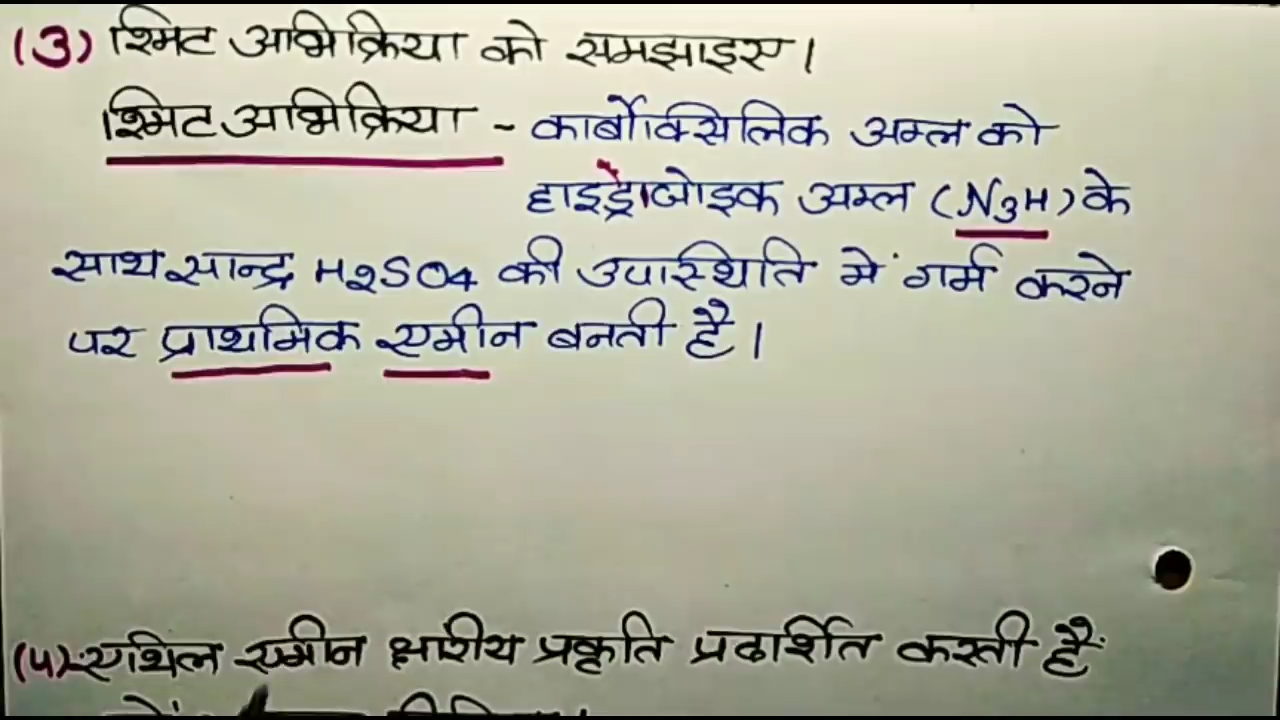 (3) श्मिट अभिक्रिया को समझाइए।
श्मिट अभिक्रिया - कार्बोक्सिलिक अम्ल को
हाइड्रोजोइक अम्ल (N3H) के
साथ सान्द्र H2SO4 की उपस्थिति में गर्म करने
पर प्राथमिक एमीन बनती है।
(4) एथिल एमीन क्षारीय प्रकृति प्रदर्शित करती है